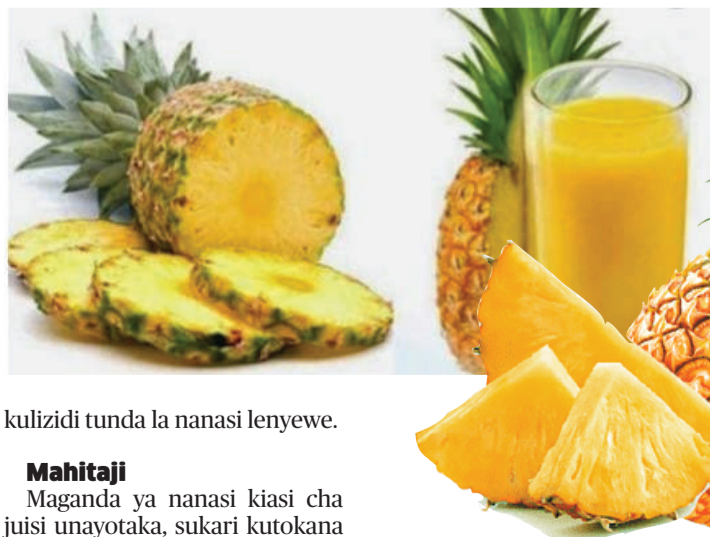 kulizidi tunda la nanasi lenyewe.
Mahitaji
Maganda ya nanasi kiasi cha
juisi unayotaka, sukari kutokana